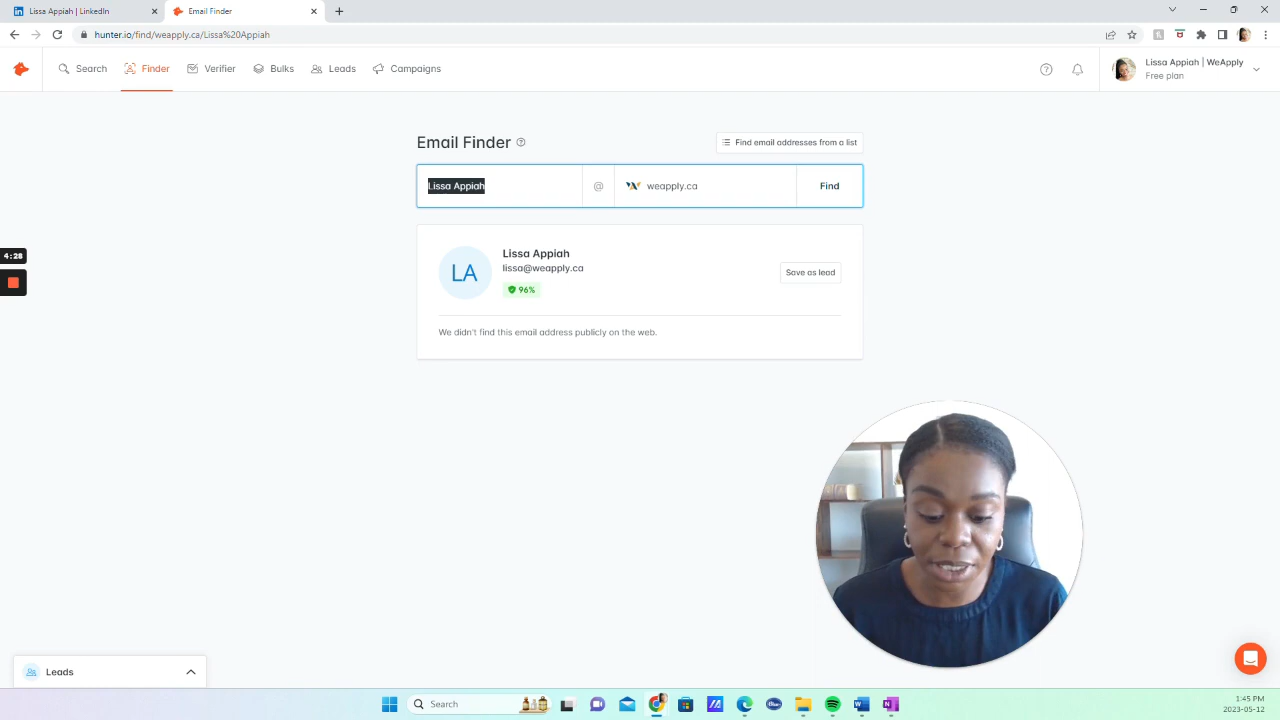 Lissa Appiah | LinkedIn
Email Finder
hunter.io/find/weapply.ca/Lissa%20Appiah
Search
Finder
Verifier
Bulks
Leads
Campaigns
Lissa Appiah | WeApply
Free plan
Email Finder
Find email addresses from a list
Lissa Appiah
@
weapply.ca
Find
4:28
LA
Lissa Appiah
lissa@weapply.ca
96%
Save as lead
We didn't find this email address publicly on the web.
Leads
Search
1:45 PM
2023-05-12